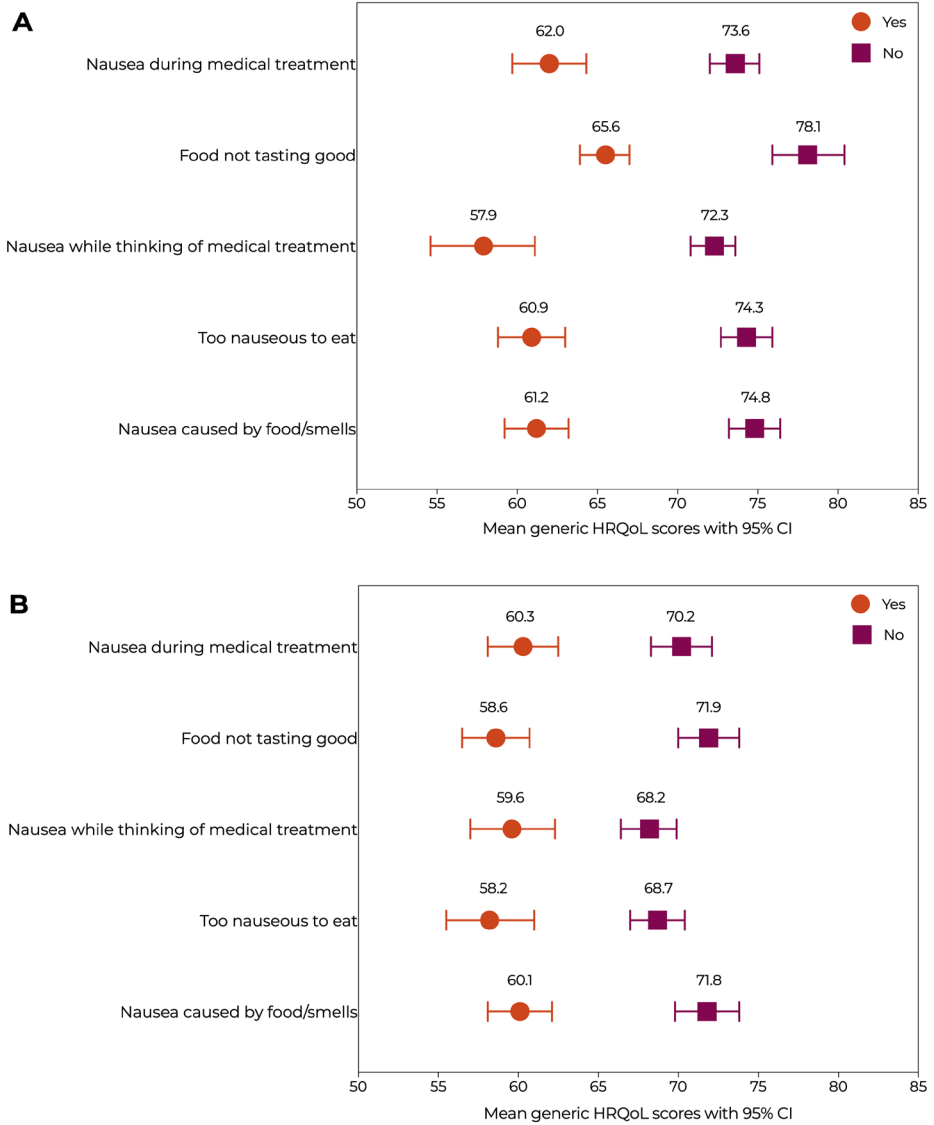 A
Yes
No
62.0 73.6
Nausea during medical treatment
65.6 78.1
Food not tasting good
57.9 72.3
Nausea while thinking of medical treatment
60.9 74.3
Too nauseous to eat
61.2 74.8
Nausea caused by food/smells
50 55 60 65 70 75 80 85
Mean generic HRQoL scores with 95% CI
B
Yes
No
60.3 70.2
Nausea during medical treatment
58.6 71.9
Food not tasting good
59.6 68.2
Nausea while thinking of medical treatment
58.2 68.7
Too nauseous to eat
60.1 71.8
Nausea caused by food/smells
50 55 60 65 70 75 80 85
Mean generic HRQoL scores with 95% CI